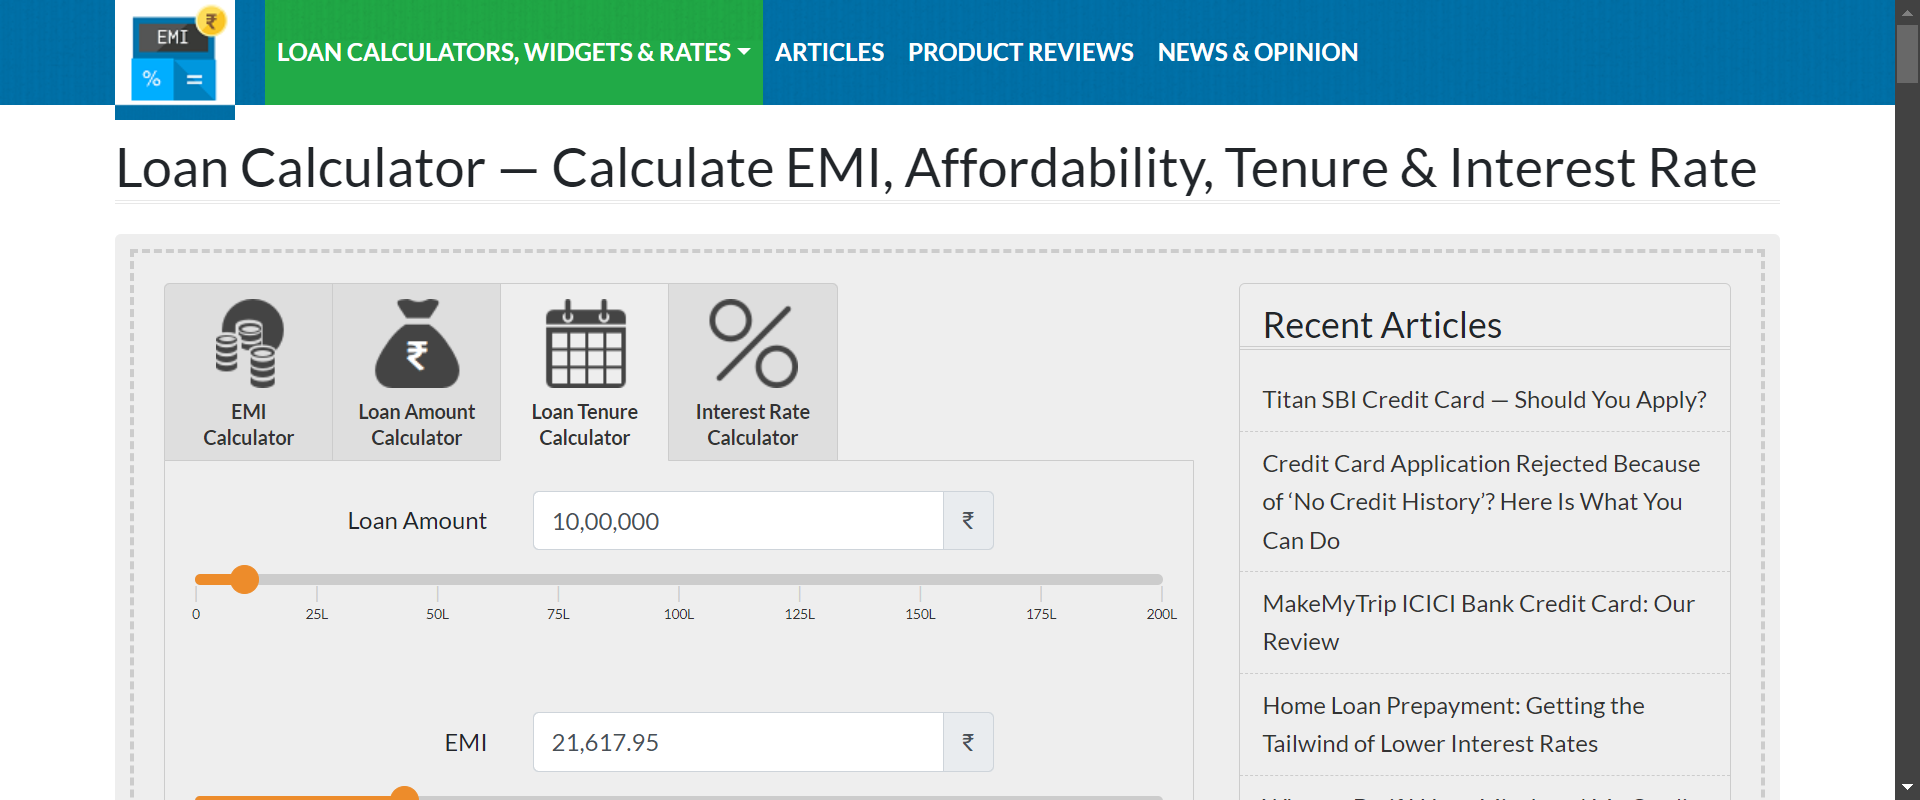 EMI
₹
%
=
LOAN CALCULATORS, WIDGETS & RATES
ARTICLES
PRODUCT REVIEWS
NEWS & OPINION
Loan Calculator — Calculate EMI, Affordability, Tenure & Interest Rate
EMI
Calculator
₹
Loan Amount
Calculator
Loan Tenure
Calculator
Interest Rate
Calculator
Loan Amount
10,00,000
₹
0
25L
50L
75L
100L
125L
150L
175L
200L
EMI
21,617.95
₹
Recent Articles
Titan SBI Credit Card — Should You Apply?
Credit Card Application Rejected Because
of ‘No Credit History’? Here Is What You
Can Do
MakeMyTrip ICICI Bank Credit Card: Our
Review
Home Loan Prepayment: Getting the
Tailwind of Lower Interest Rates